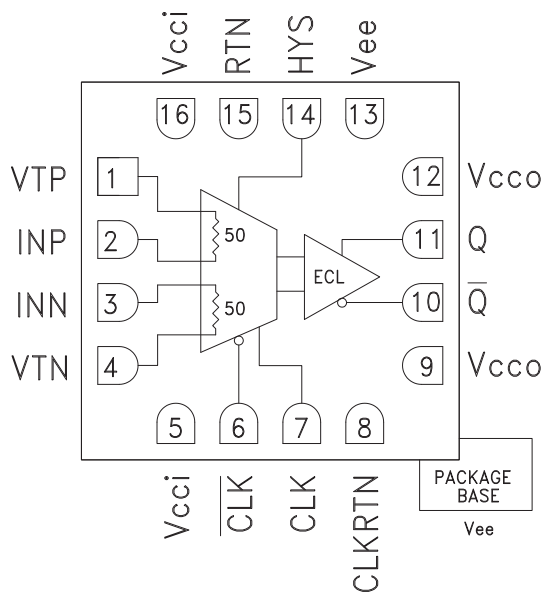 Vcci RTN HYS Vee
16 15 14 13
VTP 1 12 Vcco
INP 2 50 11 Q
ECL
INN 3 50 10 Q̅
VTN 4 9 Vcco
5 6 7 8
Vcci C̅L̅K̅ CLK CLKRTN
PACKAGE
BASE
Vee